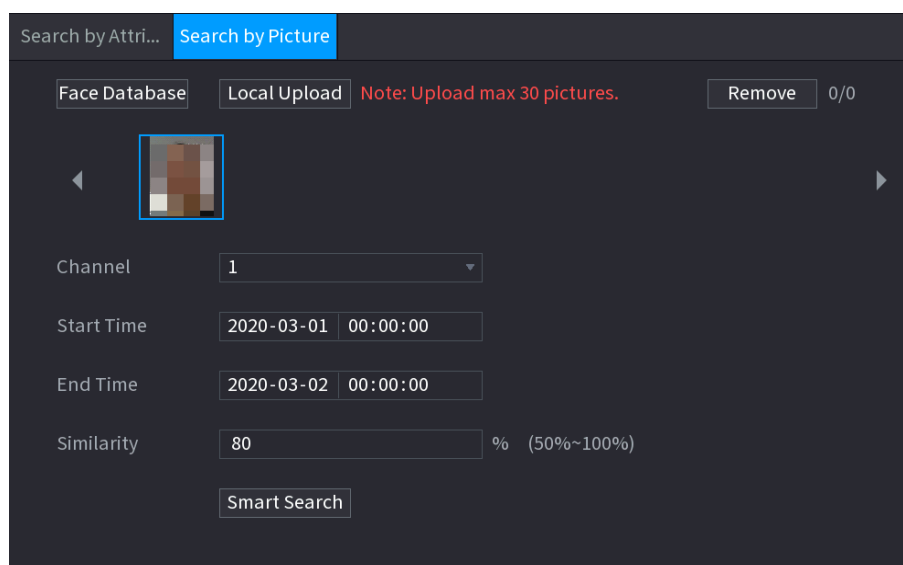 Search by Attri... Search by Picture
Face Database Local Upload Note: Upload max 30 pictures. Remove 0/0
Channel 1
Start Time 2020-03-01 00:00:00
End Time 2020-03-02 00:00:00
Similarity 80 % (50%~100%)
Smart Search